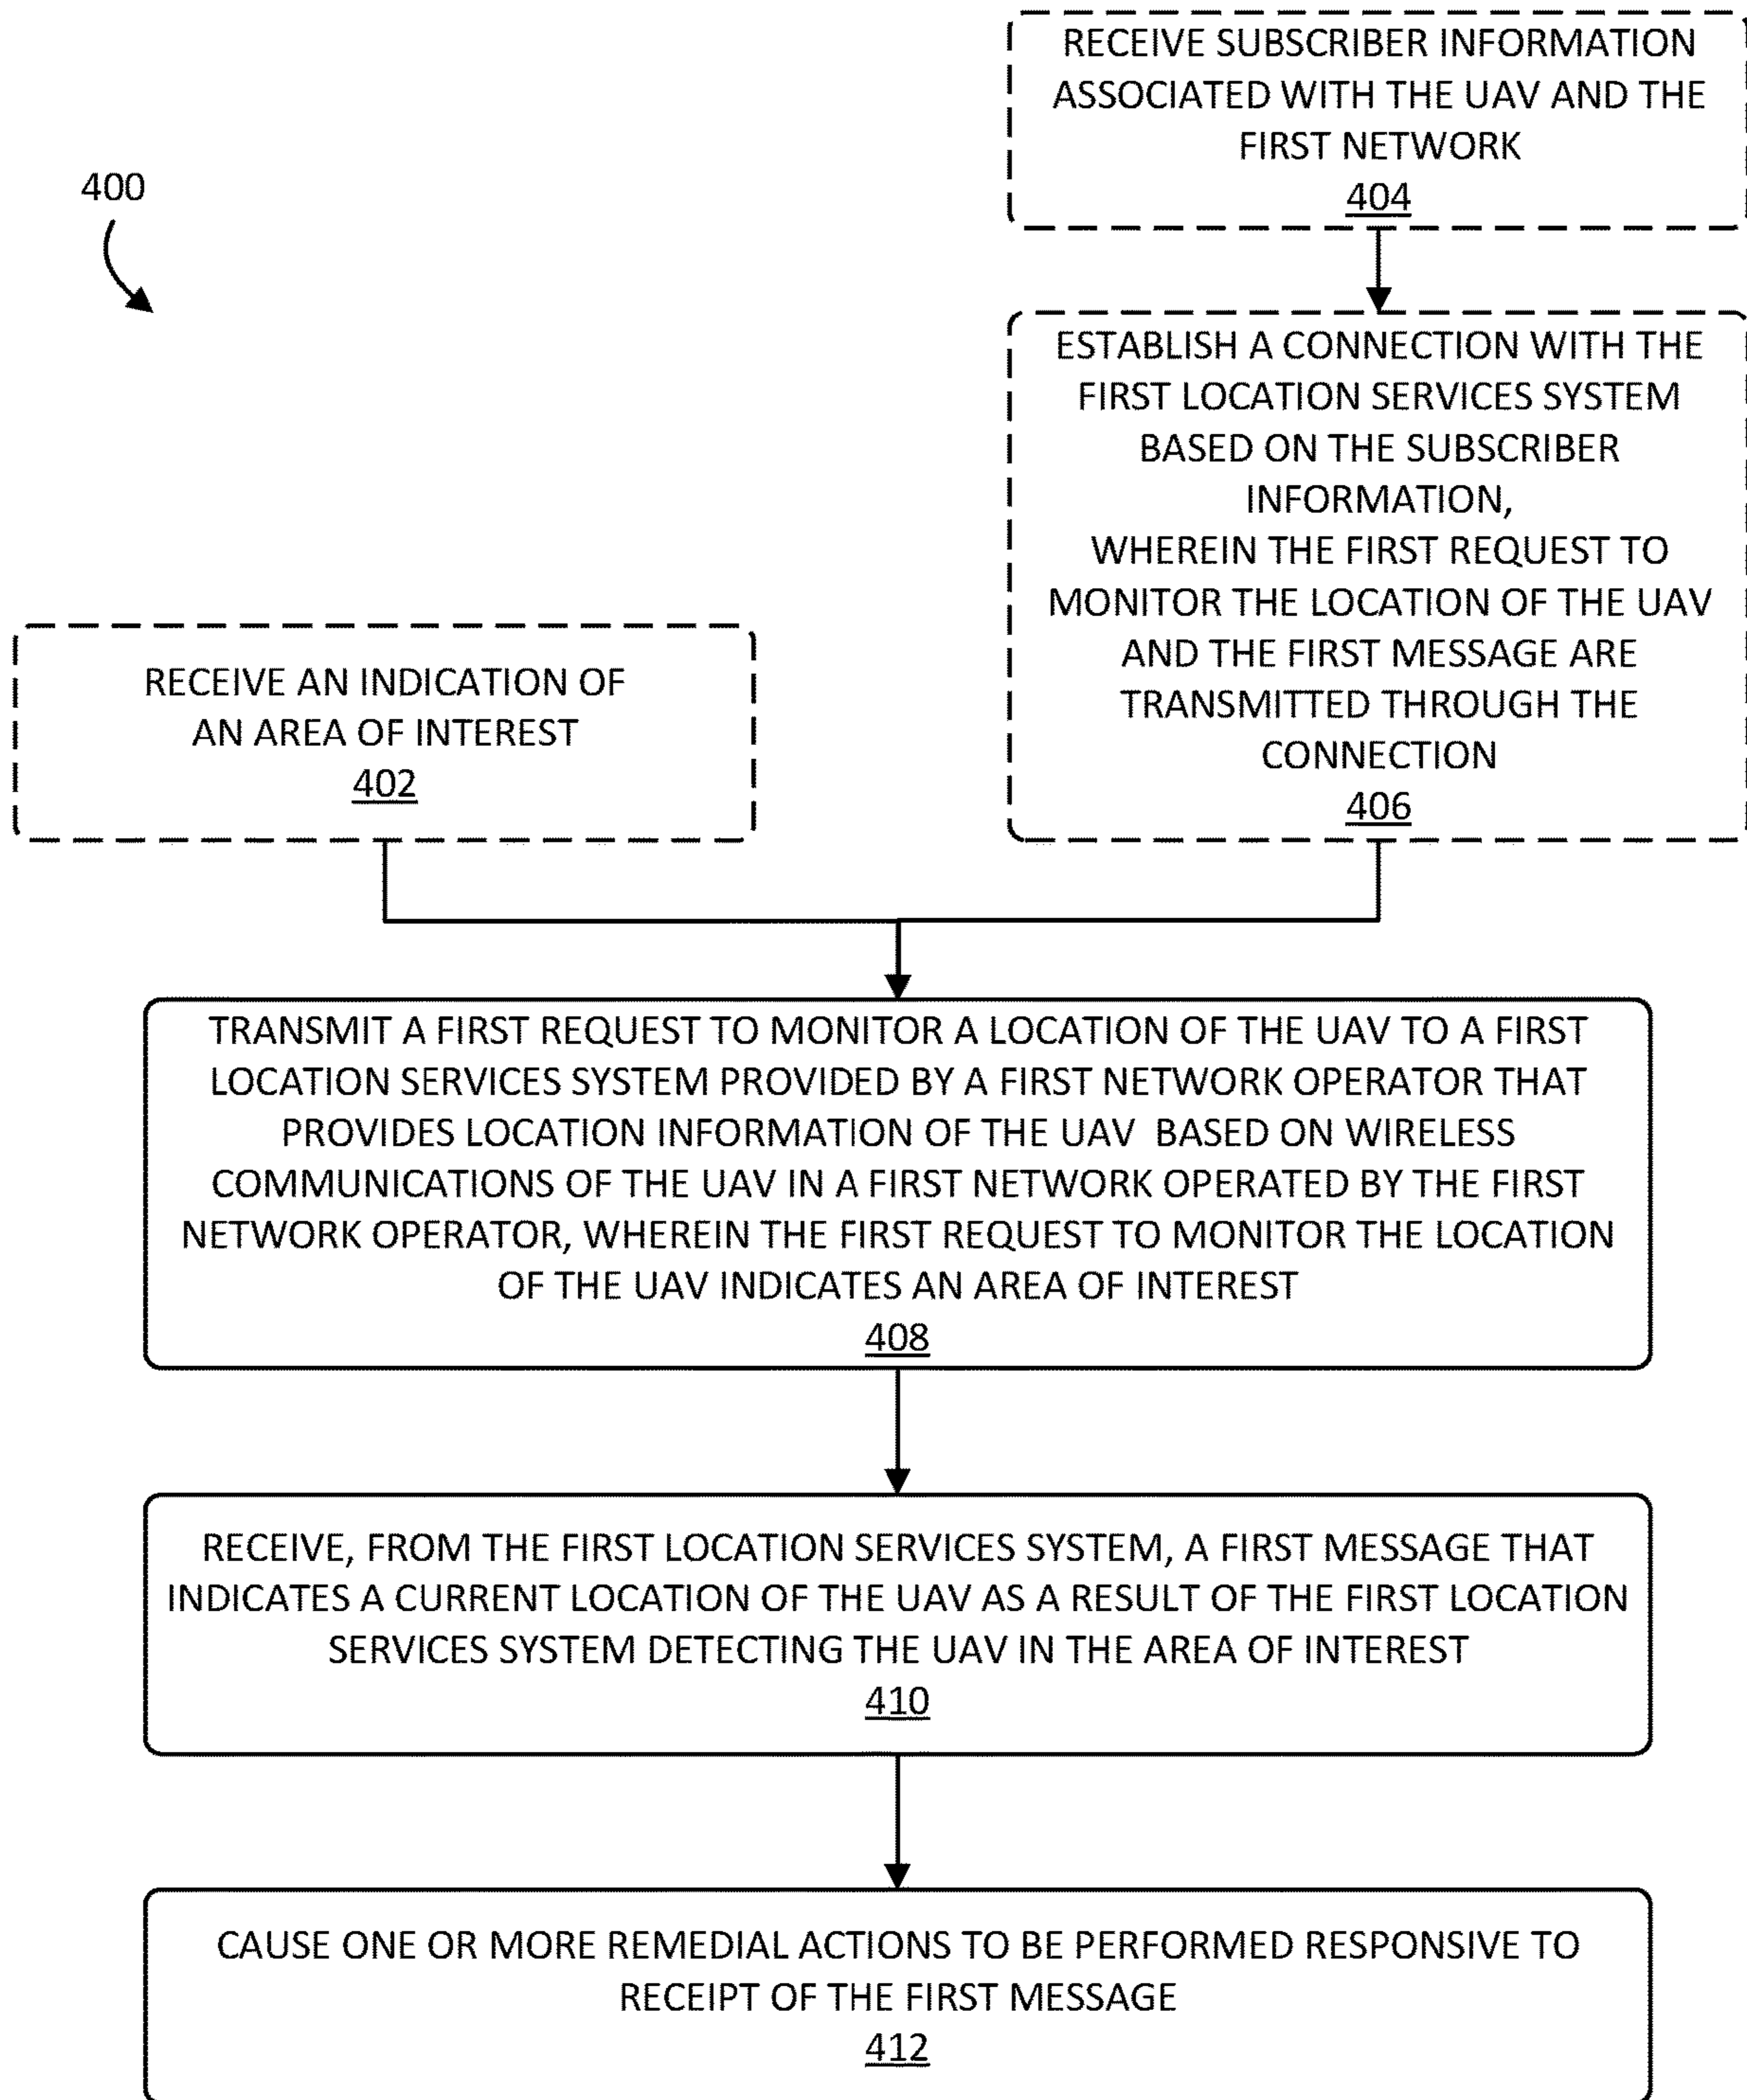 RECEIVE SUBSCRIBER INFORMATION
ASSOCIATED WITH THE UAV AND THE
FIRST NETWORK
404
400
ESTABLISH A CONNECTION WITH THE
FIRST LOCATION SERVICES SYSTEM
BASED ON THE SUBSCRIBER
INFORMATION,
WHEREIN THE FIRST REQUEST TO
MONITOR THE LOCATION OF THE UAV
AND THE FIRST MESSAGE ARE
TRANSMITTED THROUGH THE
CONNECTION
406
RECEIVE AN INDICATION OF
AN AREA OF INTEREST
402
TRANSMIT A FIRST REQUEST TO MONITOR A LOCATION OF THE UAV TO A FIRST
LOCATION SERVICES SYSTEM PROVIDED BY A FIRST NETWORK OPERATOR THAT
PROVIDES LOCATION INFORMATION OF THE UAV BASED ON WIRELESS
COMMUNICATIONS OF THE UAV IN A FIRST NETWORK OPERATED BY THE FIRST
NETWORK OPERATOR, WHEREIN THE FIRST REQUEST TO MONITOR THE LOCATION
OF THE UAV INDICATES AN AREA OF INTEREST
408
RECEIVE, FROM THE FIRST LOCATION SERVICES SYSTEM, A FIRST MESSAGE THAT
INDICATES A CURRENT LOCATION OF THE UAV AS A RESULT OF THE FIRST LOCATION
SERVICES SYSTEM DETECTING THE UAV IN THE AREA OF INTEREST
410
CAUSE ONE OR MORE REMEDIAL ACTIONS TO BE PERFORMED RESPONSIVE TO
RECEIPT OF THE FIRST MESSAGE
412